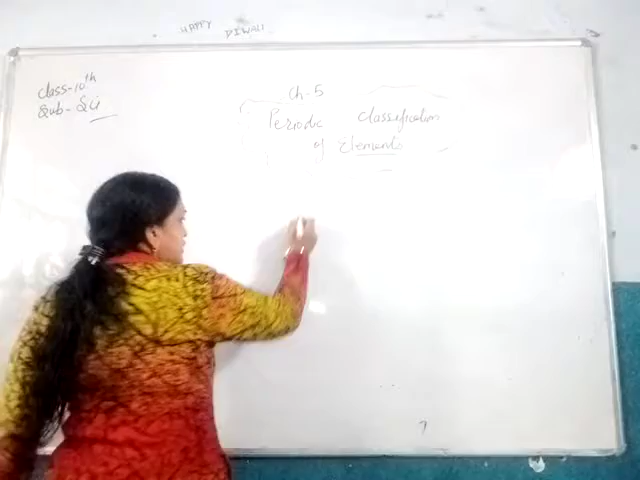 HAPPY DIWALI
Class-10th
Sub- Sci
Ch-5
Periodic Classification
of Elements